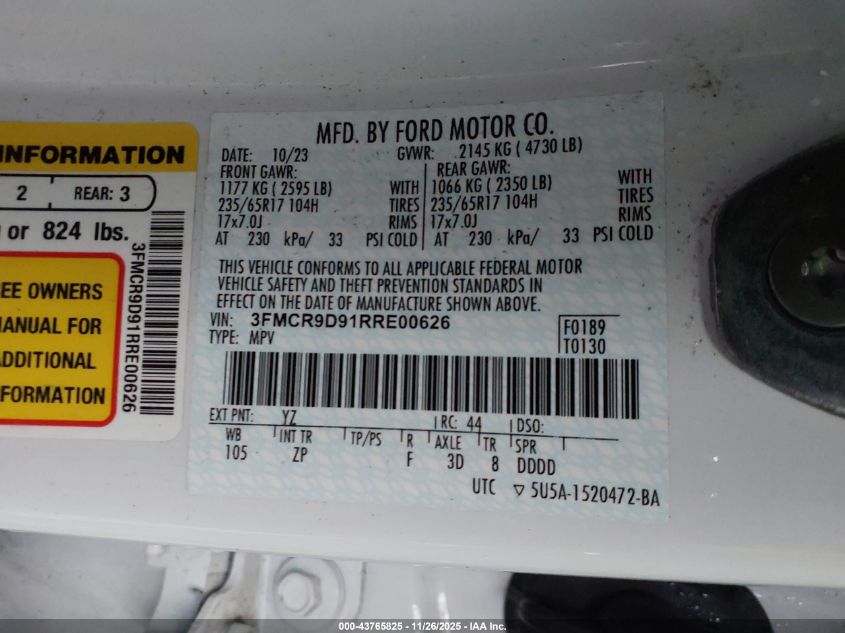 INFORMATION
2 REAR: 3
or 824 lbs.
EE OWNERS
MANUAL FOR
ADDITIONAL
FORMATION
3FMCR9D91RRE00626
MFD. BY FORD MOTOR CO.
DATE: 10/23 GVWR: 2145 KG ( 4730 LB)
FRONT GAWR: REAR GAWR:
1177 KG ( 2595 LB) WITH 1066 KG ( 2350 LB) WITH
235/65R17 104H TIRES 235/65R17 104H TIRES
17x7.0J RIMS 17x7.0J RIMS
AT 230 kPa/ 33 PSI COLD AT 230 kPa/ 33 PSI COLD
THIS VEHICLE CONFORMS TO ALL APPLICABLE FEDERAL MOTOR
VEHICLE SAFETY AND THEFT PREVENTION STANDARDS IN
EFFECT ON THE DATE OF MANUFACTURE SHOWN ABOVE.
VIN: 3FMCR9D91RRE00626 F0189
TYPE: MPV T0130
EXT PNT: YZ RC: 44 DSO:
WB INT TR TP/PS R AXLE TR SPR
105 ZP F 3D 8 DDDD
UTC ▽ 5U5A-1520472-BA
000-43765825 | 11/26/2025 - IAA Inc.